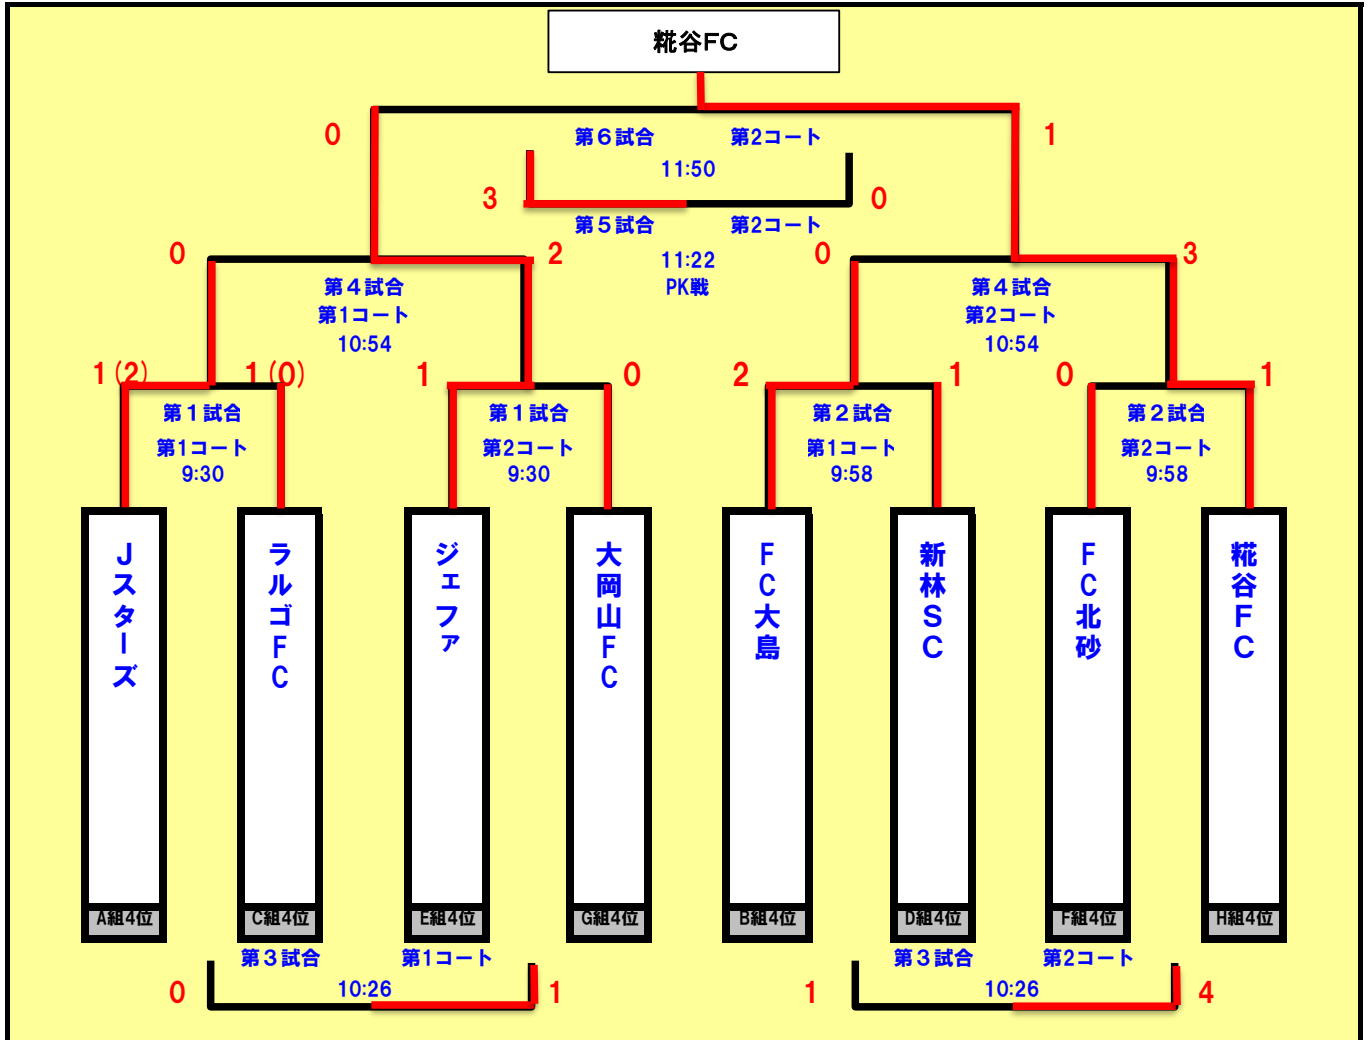 糀谷FC
0
1
第６試合
第2コート
11:50
3
0
第５試合
第2コート
11:22
PK戦
0
2
0
3
第４試合
第1コート
10:54
第４試合
第2コート
10:54
1(2)
1(0)
1
0
2
1
0
1
第１試合
第1コート
9:30
第１試合
第2コート
9:30
第２試合
第1コート
9:58
第２試合
第2コート
9:58
Ｊスターズ
ラルゴFC
ジェファ
大岡山FC
FC大島
新林ＳＣ
FC北砂
糀谷ＦＣ
A組4位
C組4位
E組4位
G組4位
B組4位
D組4位
F組4位
H組4位
第３試合
第1コート
10:26
0
1
第３試合
第2コート
10:26
1
4